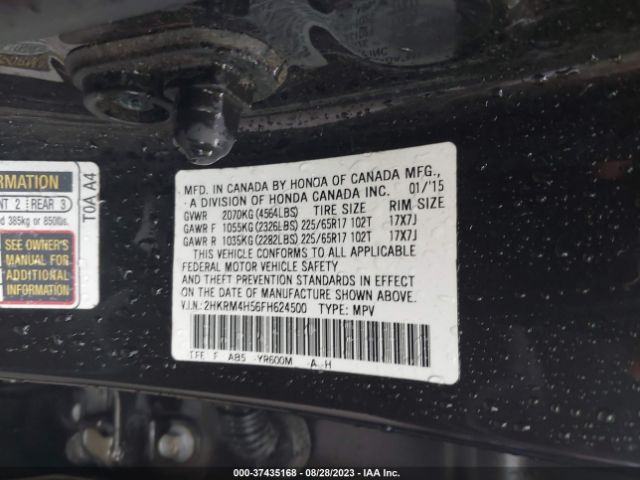 MFD. IN CANADA BY HONDA OF CANADA MFG.,
A DIVISION OF HONDA CANADA INC. 01/'15
GVWR 2070KG (4564LBS) TIRE SIZE RIM SIZE
GAWR F 1055KG (2326LBS) 225/65R17 102T 17X7J
GAWR R 1035KG (2282LBS) 225/65R17 102T 17X7J
THIS VEHICLE CONFORMS TO ALL APPLICABLE
FEDERAL MOTOR VEHICLE SAFETY
AND THEFT PREVENTION STANDARDS IN EFFECT
ON THE DATE OF MANUFACTURE SHOWN ABOVE.
V.I.N.: 2HKRM4H56FH624500 TYPE: MPV
TFE F AB5 -YR600M A -H
RMATION
NT 2 REAR 3
d 385kg or 850lbs.
SEE OWNER'S
MANUAL FOR
ADDITIONAL
INFORMATION
T0A A4
000-37435168 - 08/28/2023 - IAA Inc.